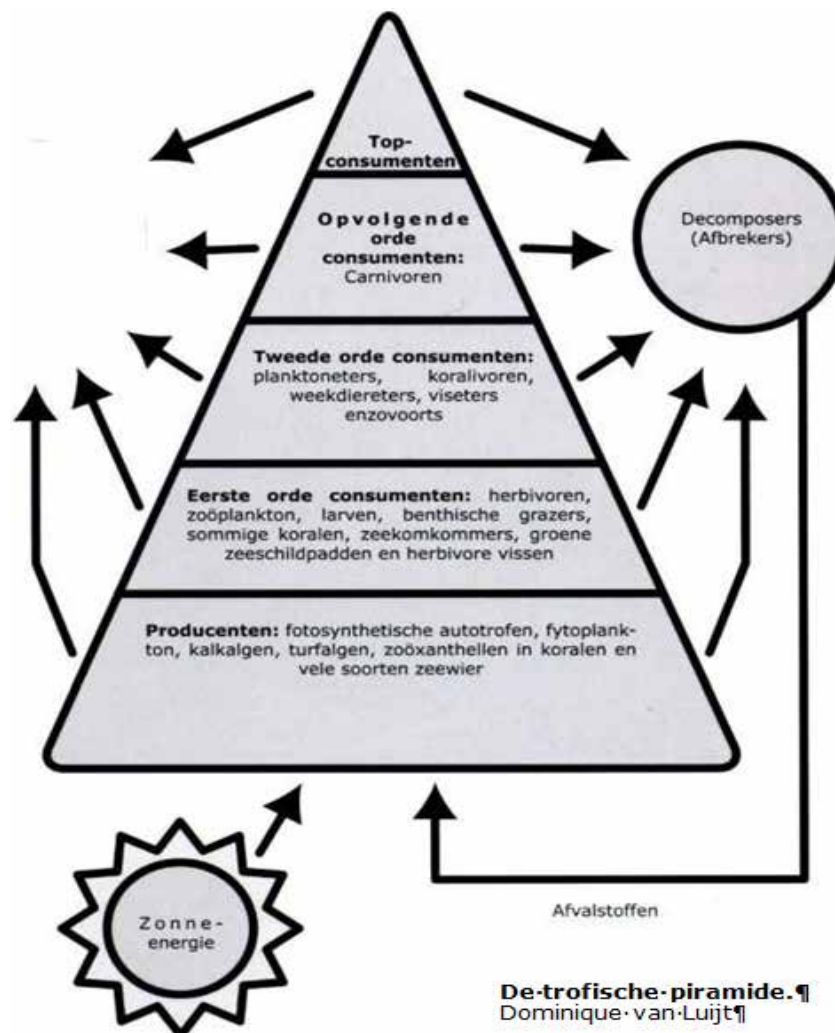 Top-
consumenten
Opvolgende
orde
consumenten:
Carnivoren
Decomposers
(Afbrekers)
Tweede orde consumenten:
planktoneters, koralivoren,
weekdiereters, viseters
enzovoorts
Eerste orde consumenten: herbivoren,
zoöplankton, larven, benthische grazers,
sommige koralen, zeekomkommers, groene
zeeschildpadden en herbivore vissen
Producenten: fotosynthetische autotrofen, fytoplank-
ton, kalkalgen, turfalgen, zoöxanthellen in koralen en
vele soorten zeewier
Zonne-
energie
Afvalstoffen
De·trofische·piramide.¶
Dominique·van·Luijt¶